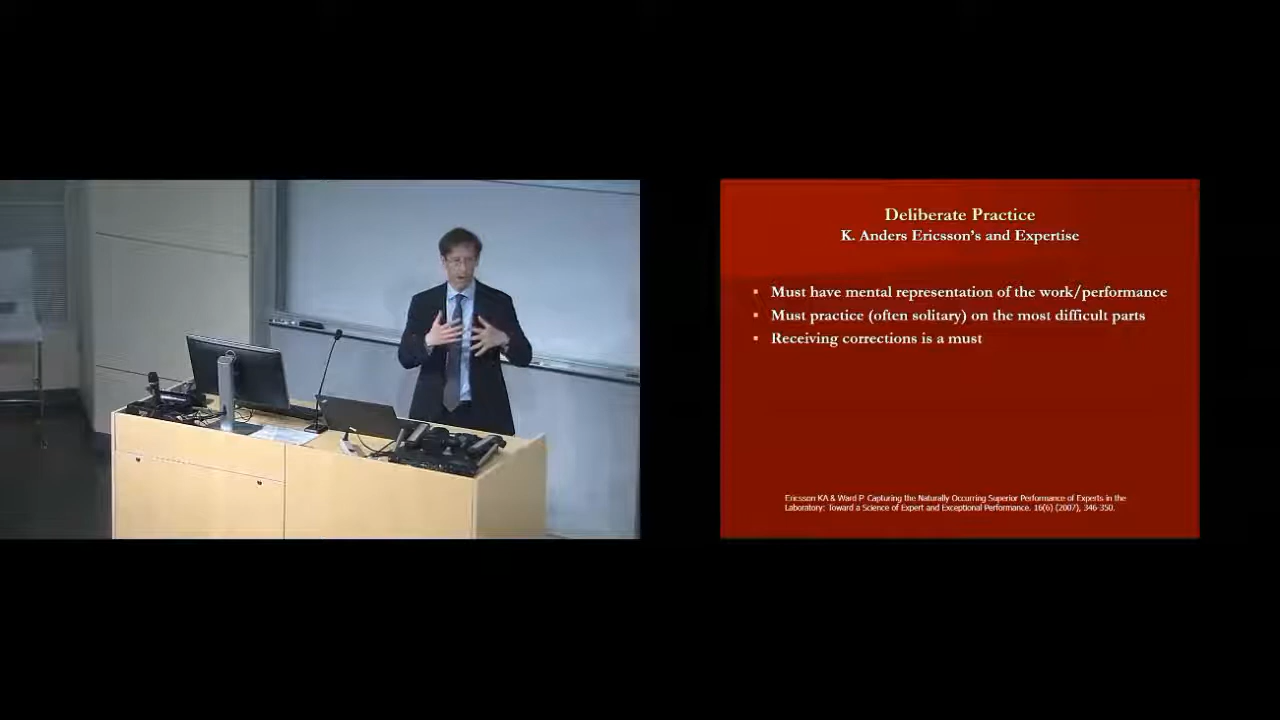 Deliberate Practice
K. Anders Ericsson's and Expertise
Must have mental representation of the work/performance
Must practice (often solitary) on the most difficult parts
Receiving corrections is a must
Ericsson KA & Ward P. Capturing the Naturally Occurring Superior Performance of Experts in the
Laboratory: Toward a Science of Expert and Exceptional Performance. 16(6) (2007), 346-350.